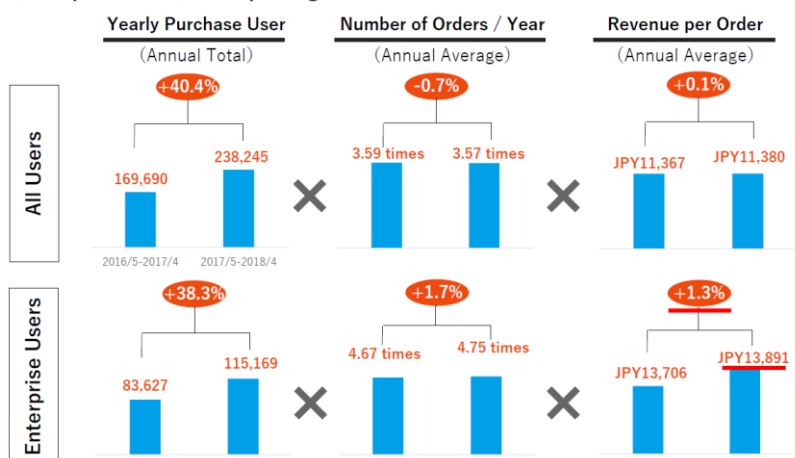 Yearly Purchase User
(Annual Total)
Number of Orders / Year
(Annual Average)
Revenue per Order
(Annual Average)
All Users
+40.4%
169,690
238,245
2016/5-2017/4
2017/5-2018/4
-0.7%
3.59 times
3.57 times
+0.1%
JPY11,367
JPY11,380
Enterprise Users
+38.3%
83,627
115,169
+1.7%
4.67 times
4.75 times
+1.3%
JPY13,706
JPY13,891